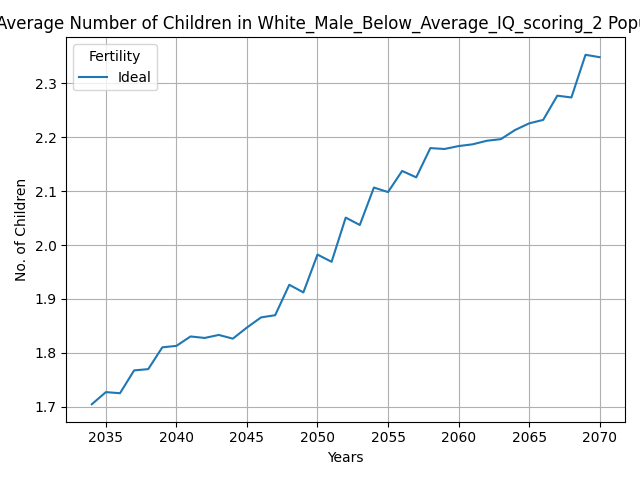 Average Number of Children in White_Male_Below_Average_IQ_scoring_2
Fertility
Ideal
No. of Children
2.3
2.2
2.1
2.0
1.9
1.8
1.7
2035 2040 2045 2050 2055 2060 2065 2070
Years